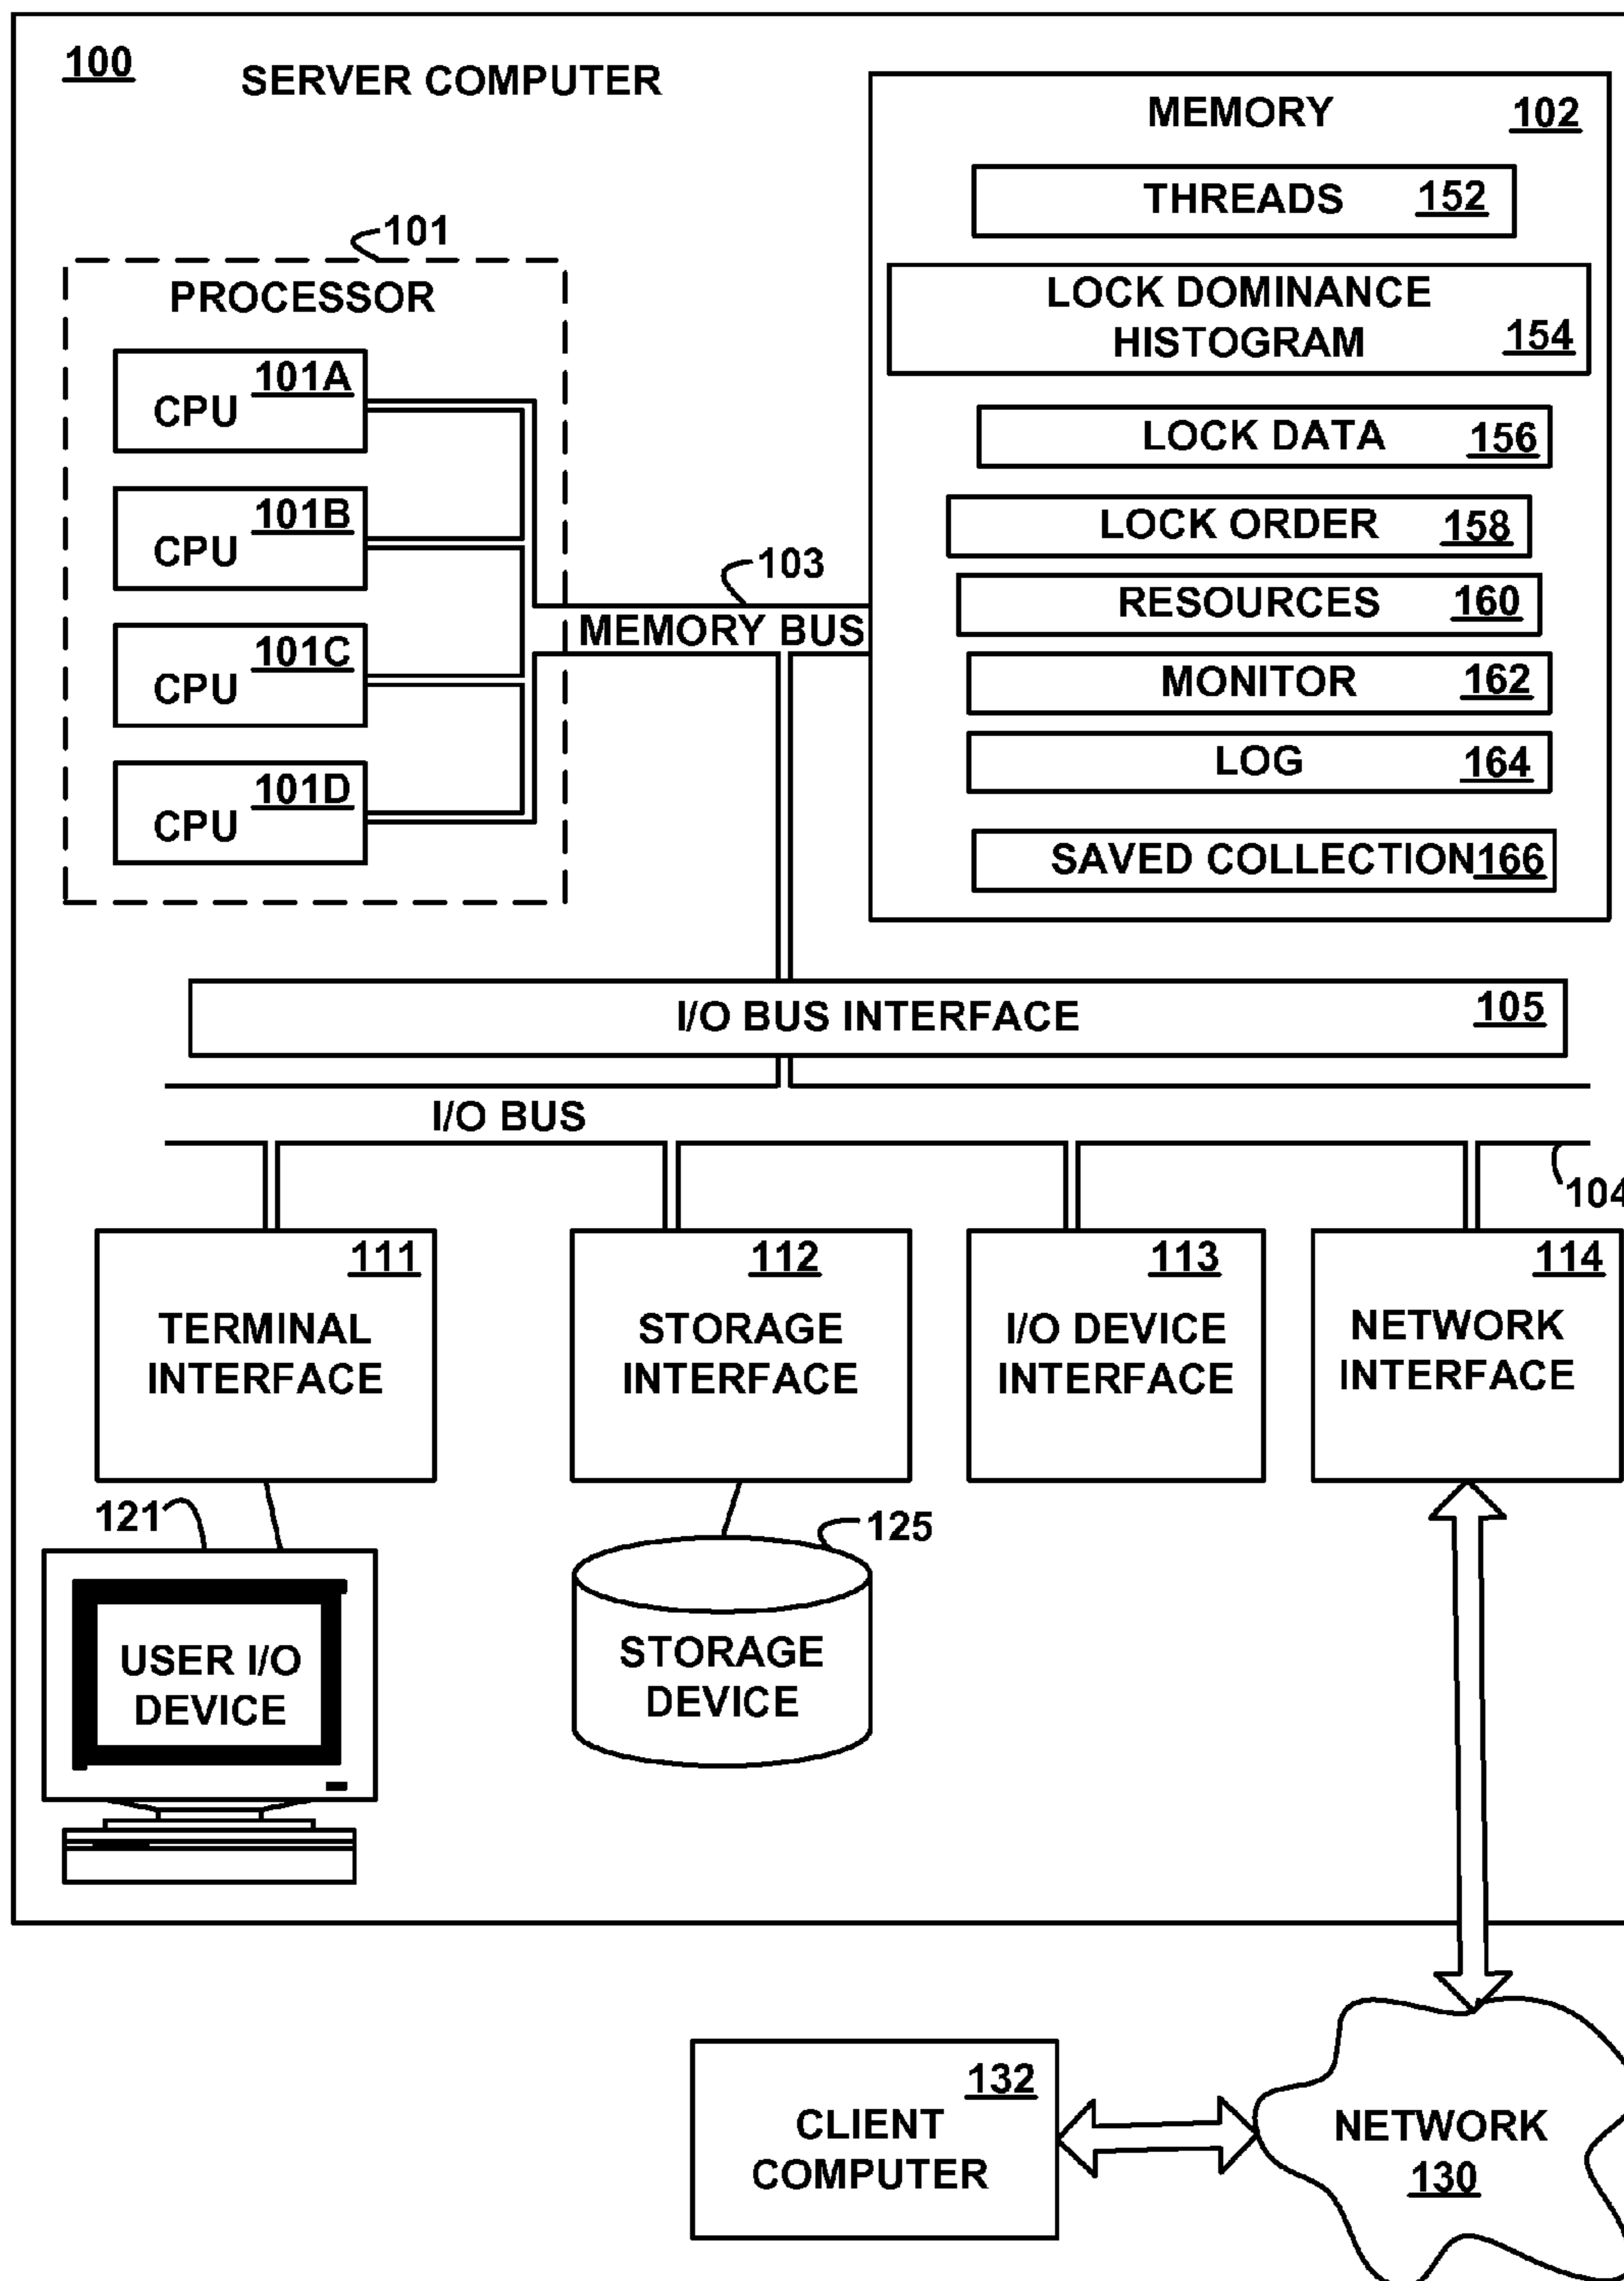 100
SERVER COMPUTER
MEMORY 102
THREADS 152
LOCK DOMINANCE
HISTOGRAM 154
LOCK DATA 156
LOCK ORDER 158
RESOURCES 160
MONITOR 162
LOG 164
SAVED COLLECTION 166
101
PROCESSOR
101A
CPU
101B
CPU
101C
CPU
101D
CPU
103
MEMORY BUS
I/O BUS INTERFACE 105
I/O BUS
104
111
TERMINAL
INTERFACE
112
STORAGE
INTERFACE
113
I/O DEVICE
INTERFACE
114
NETWORK
INTERFACE
121
USER I/O
DEVICE
125
STORAGE
DEVICE
132
CLIENT
COMPUTER
NETWORK
130